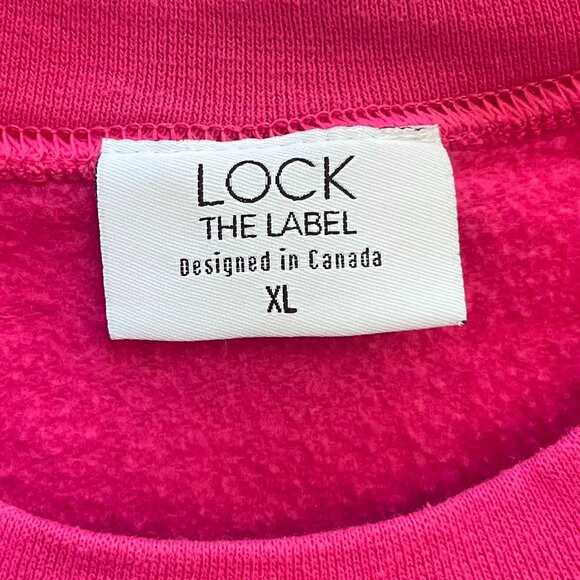 LOCK
THE LABEL
Designed in Canada
XL